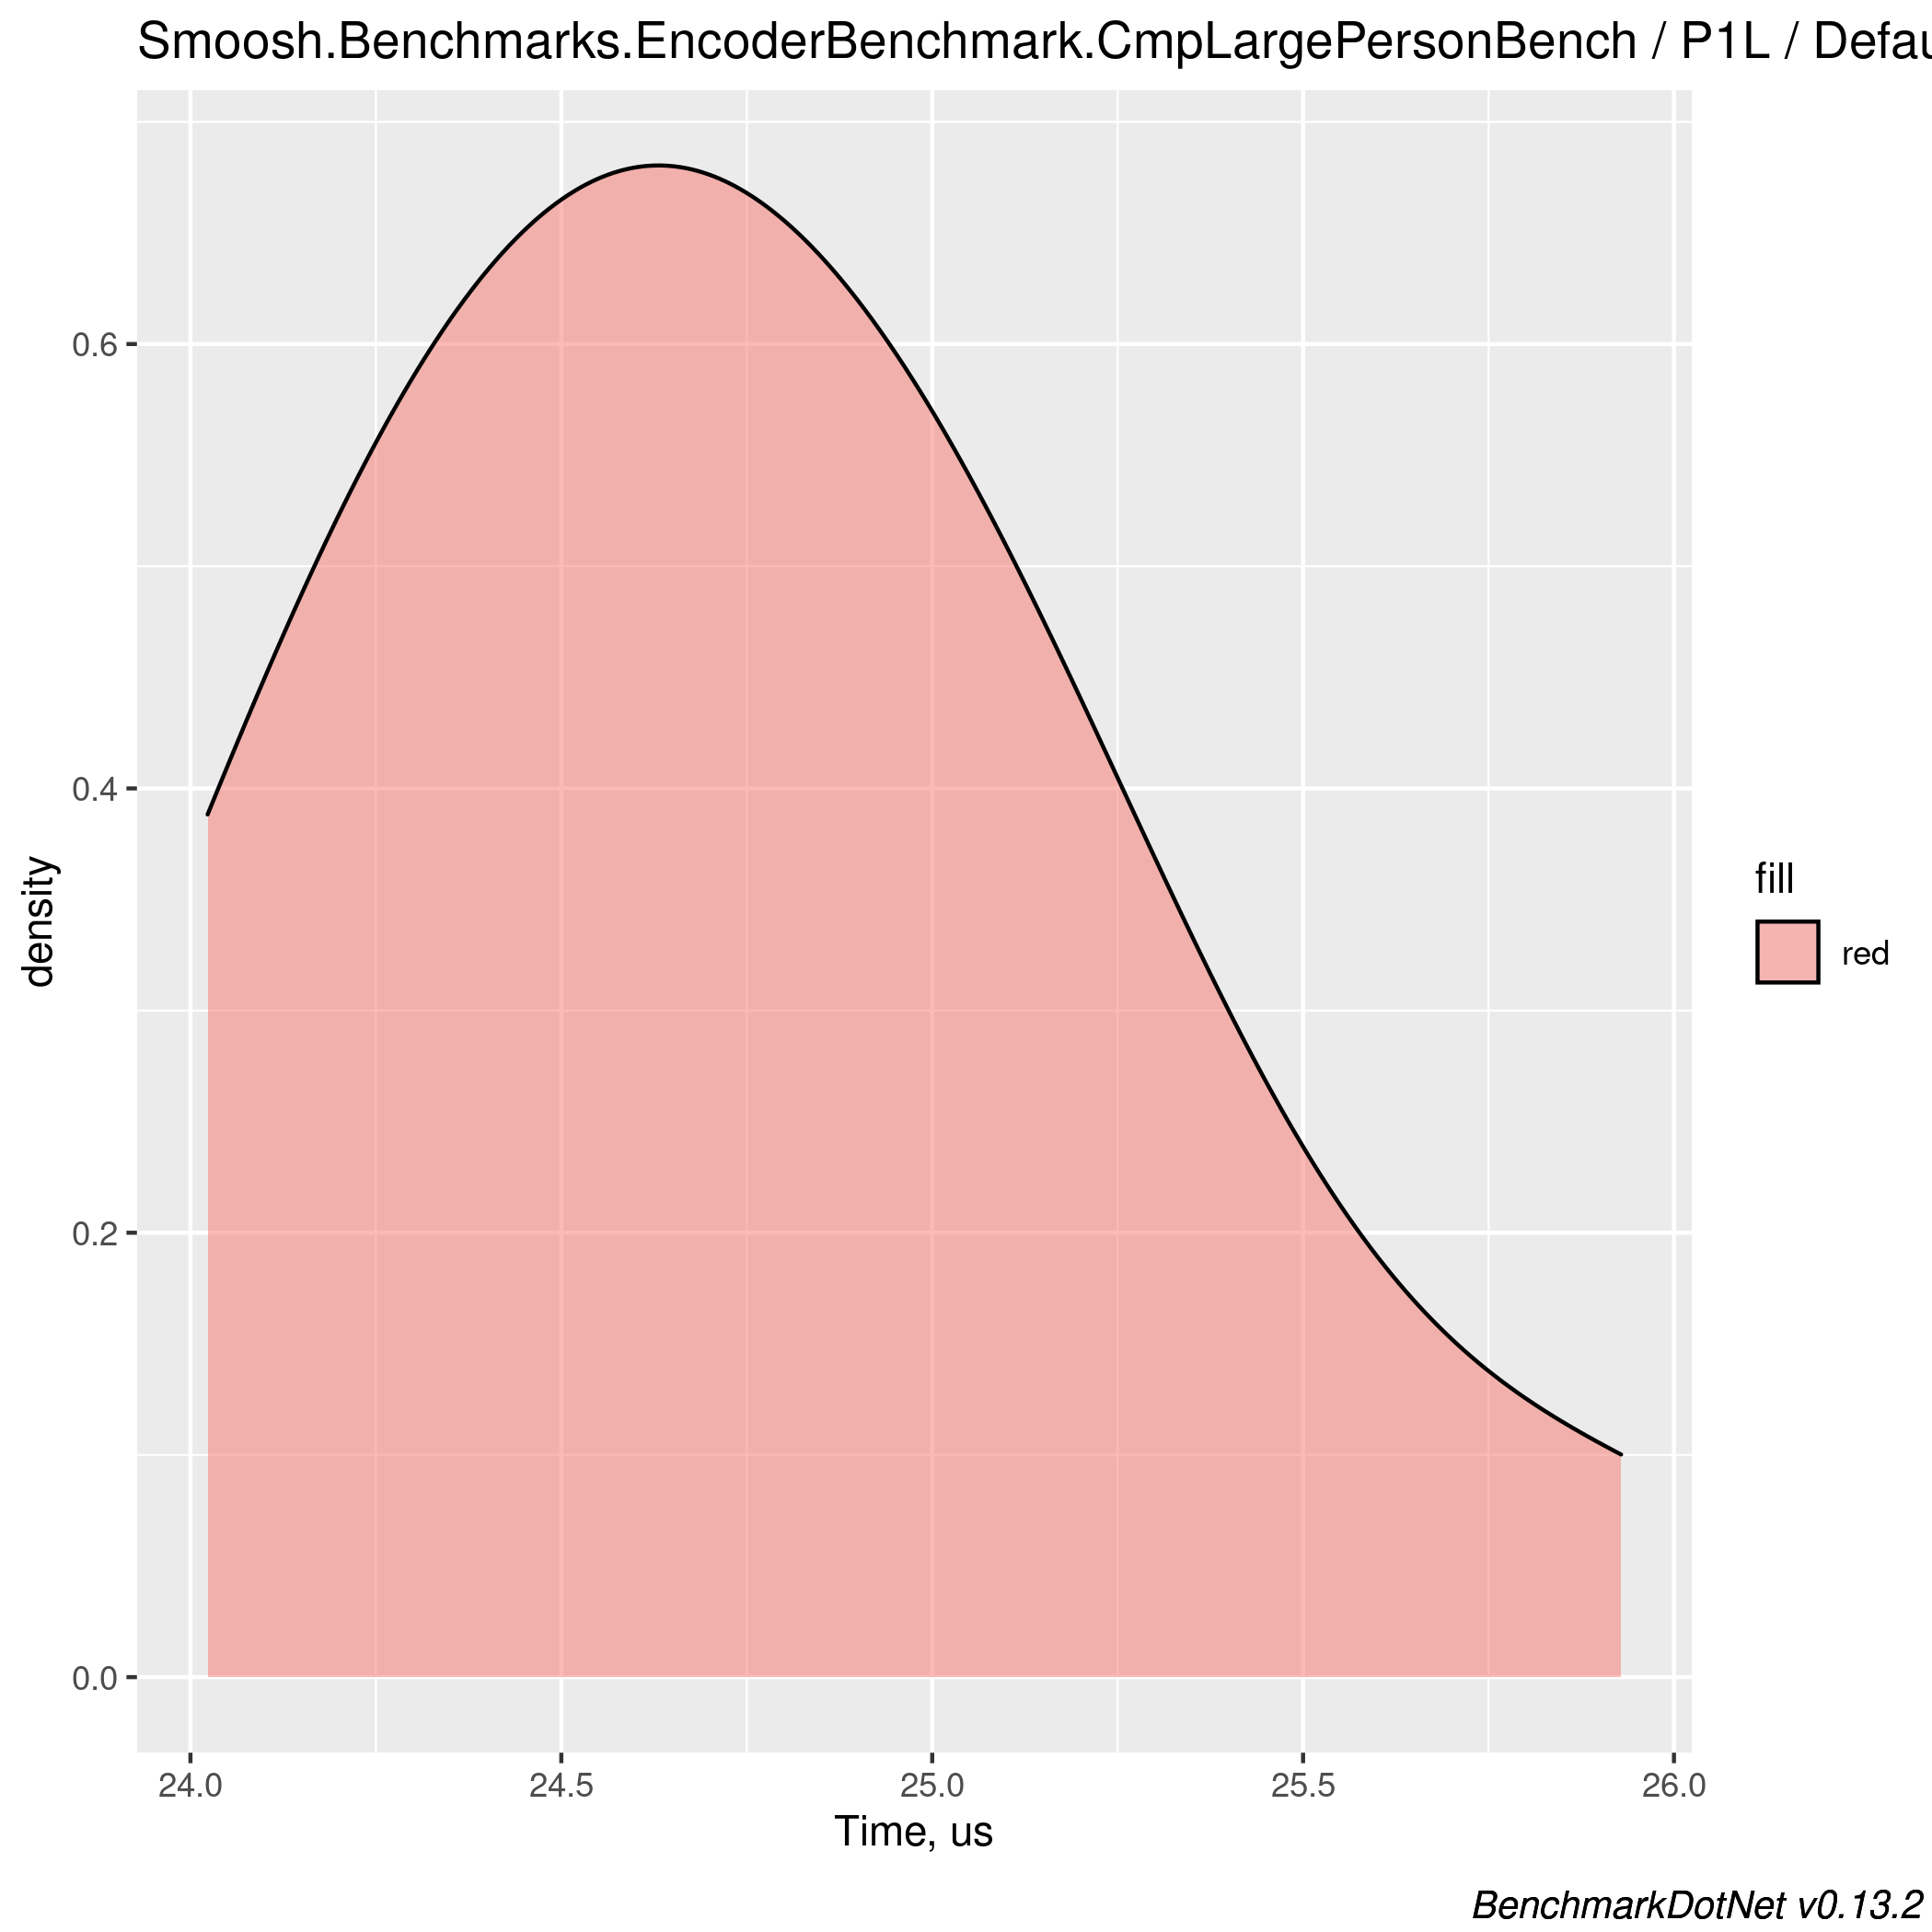 Smoosh.Benchmarks.EncoderBenchmark.CmpLargePersonBench / P1L / Defau
0.6
0.4
0.2
0.0
density
24.0 24.5 25.0 25.5 26.0
Time, us
fill
red
BenchmarkDotNet v0.13.2